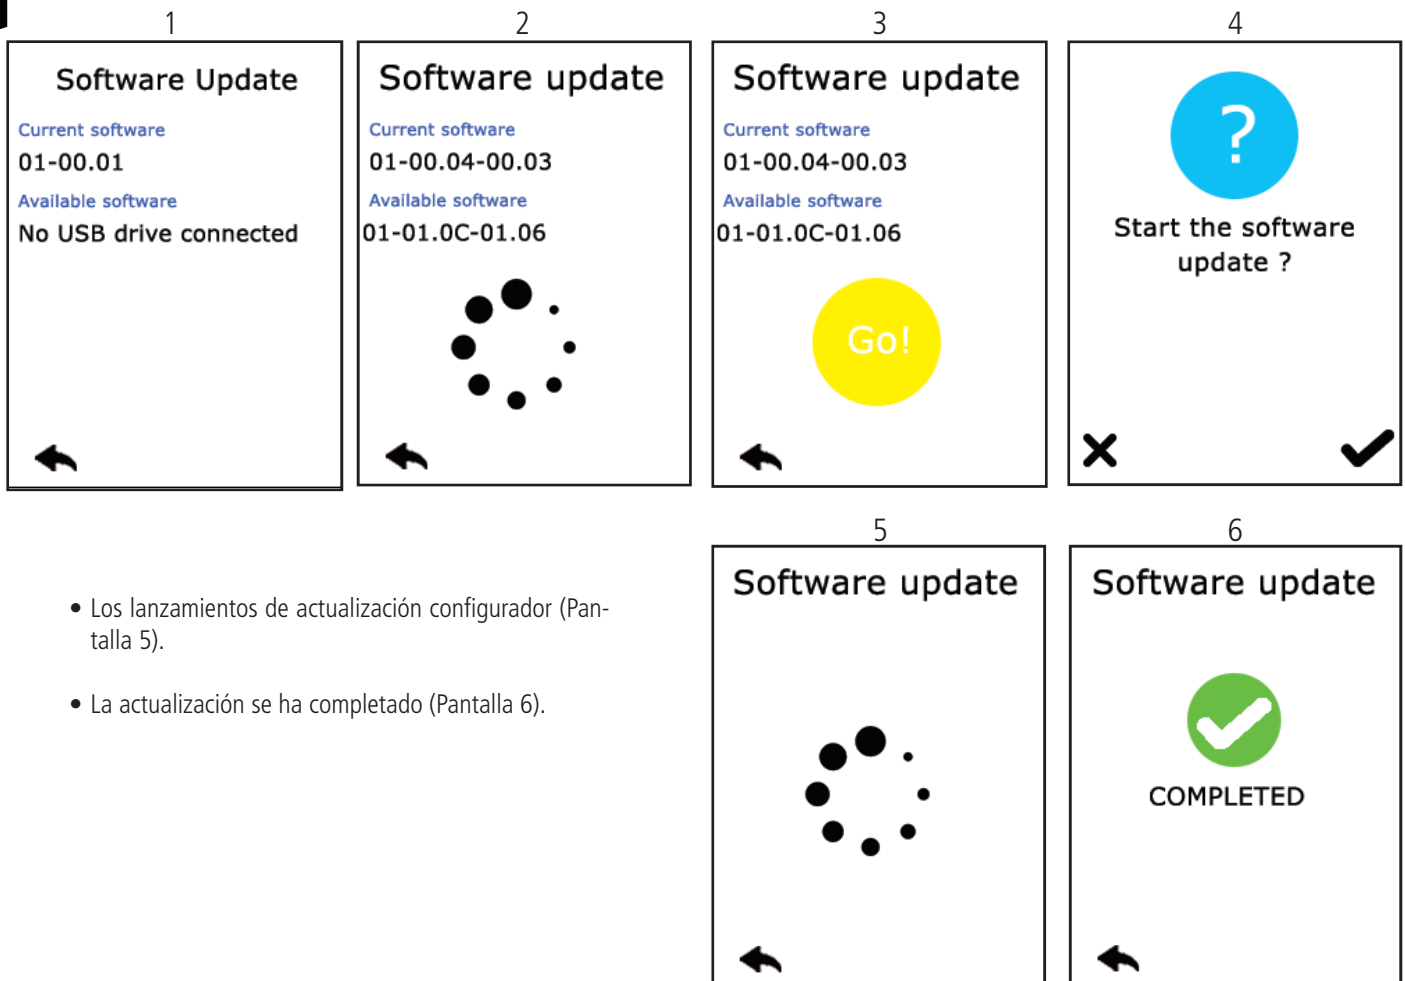 1
Software Update
Current software
01-00.01
Available software
No USB drive connected
2
Software update
Current software
01-00.04-00.03
Available software
01-01.0C-01.06
3
Software update
Current software
01-00.04-00.03
Available software
01-01.0C-01.06
Go!
4
?
Start the software
update ?
• Los lanzamientos de actualización configurador (Pan-
talla 5).
• La actualización se ha completado (Pantalla 6).
5
Software update
6
Software update
COMPLETED